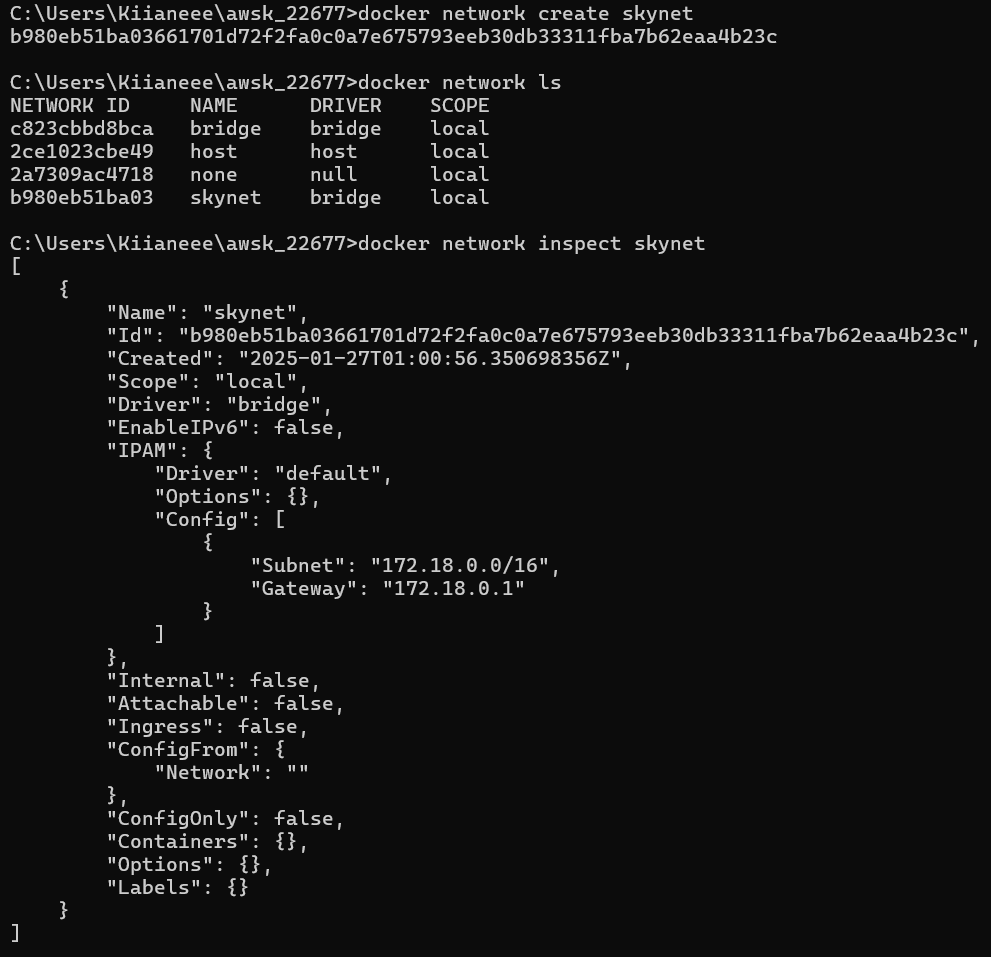 C:\Users\Kiianeee\awsk_22677>docker network create skynet
b980eb51ba03661701d72f2fa0c0a7e675793eeb30db33311fba7b62eaa4b23c

C:\Users\Kiianeee\awsk_22677>docker network ls
NETWORK ID     NAME      DRIVER    SCOPE
c823cbbd8bca   bridge    bridge    local
2ce1023cbe49   host      host      local
2a7309ac4718   none      null      local
b980eb51ba03   skynet    bridge    local

C:\Users\Kiianeee\awsk_22677>docker network inspect skynet
[
    {
        "Name": "skynet",
        "Id": "b980eb51ba03661701d72f2fa0c0a7e675793eeb30db33311fba7b62eaa4b23c",
        "Created": "2025-01-27T01:00:56.350698356Z",
        "Scope": "local",
        "Driver": "bridge",
        "EnableIPv6": false,
        "IPAM": {
            "Driver": "default",
            "Options": {},
            "Config": [
                {
                    "Subnet": "172.18.0.0/16",
                    "Gateway": "172.18.0.1"
                }
            ]
        },
        "Internal": false,
        "Attachable": false,
        "Ingress": false,
        "ConfigFrom": {
            "Network": ""
        },
        "ConfigOnly": false,
        "Containers": {},
        "Options": {},
        "Labels": {}
    }
]